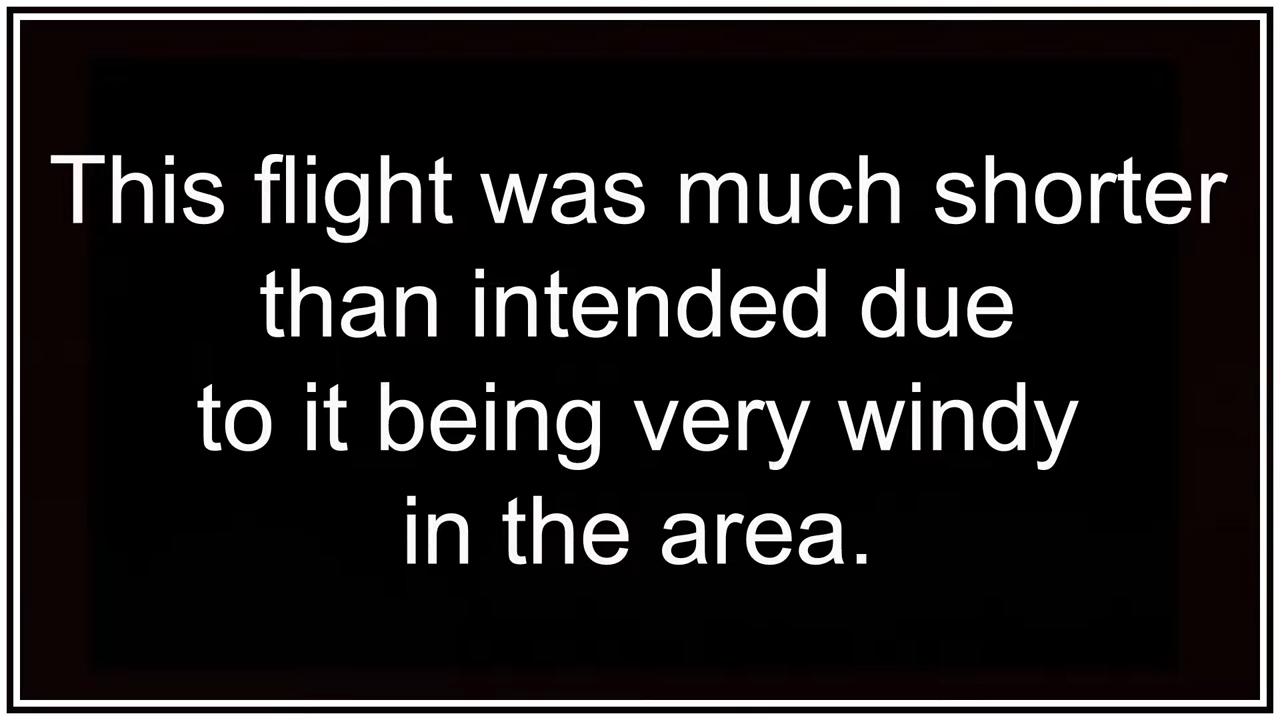 This flight was much shorter
than intended due
to it being very windy
in the area.